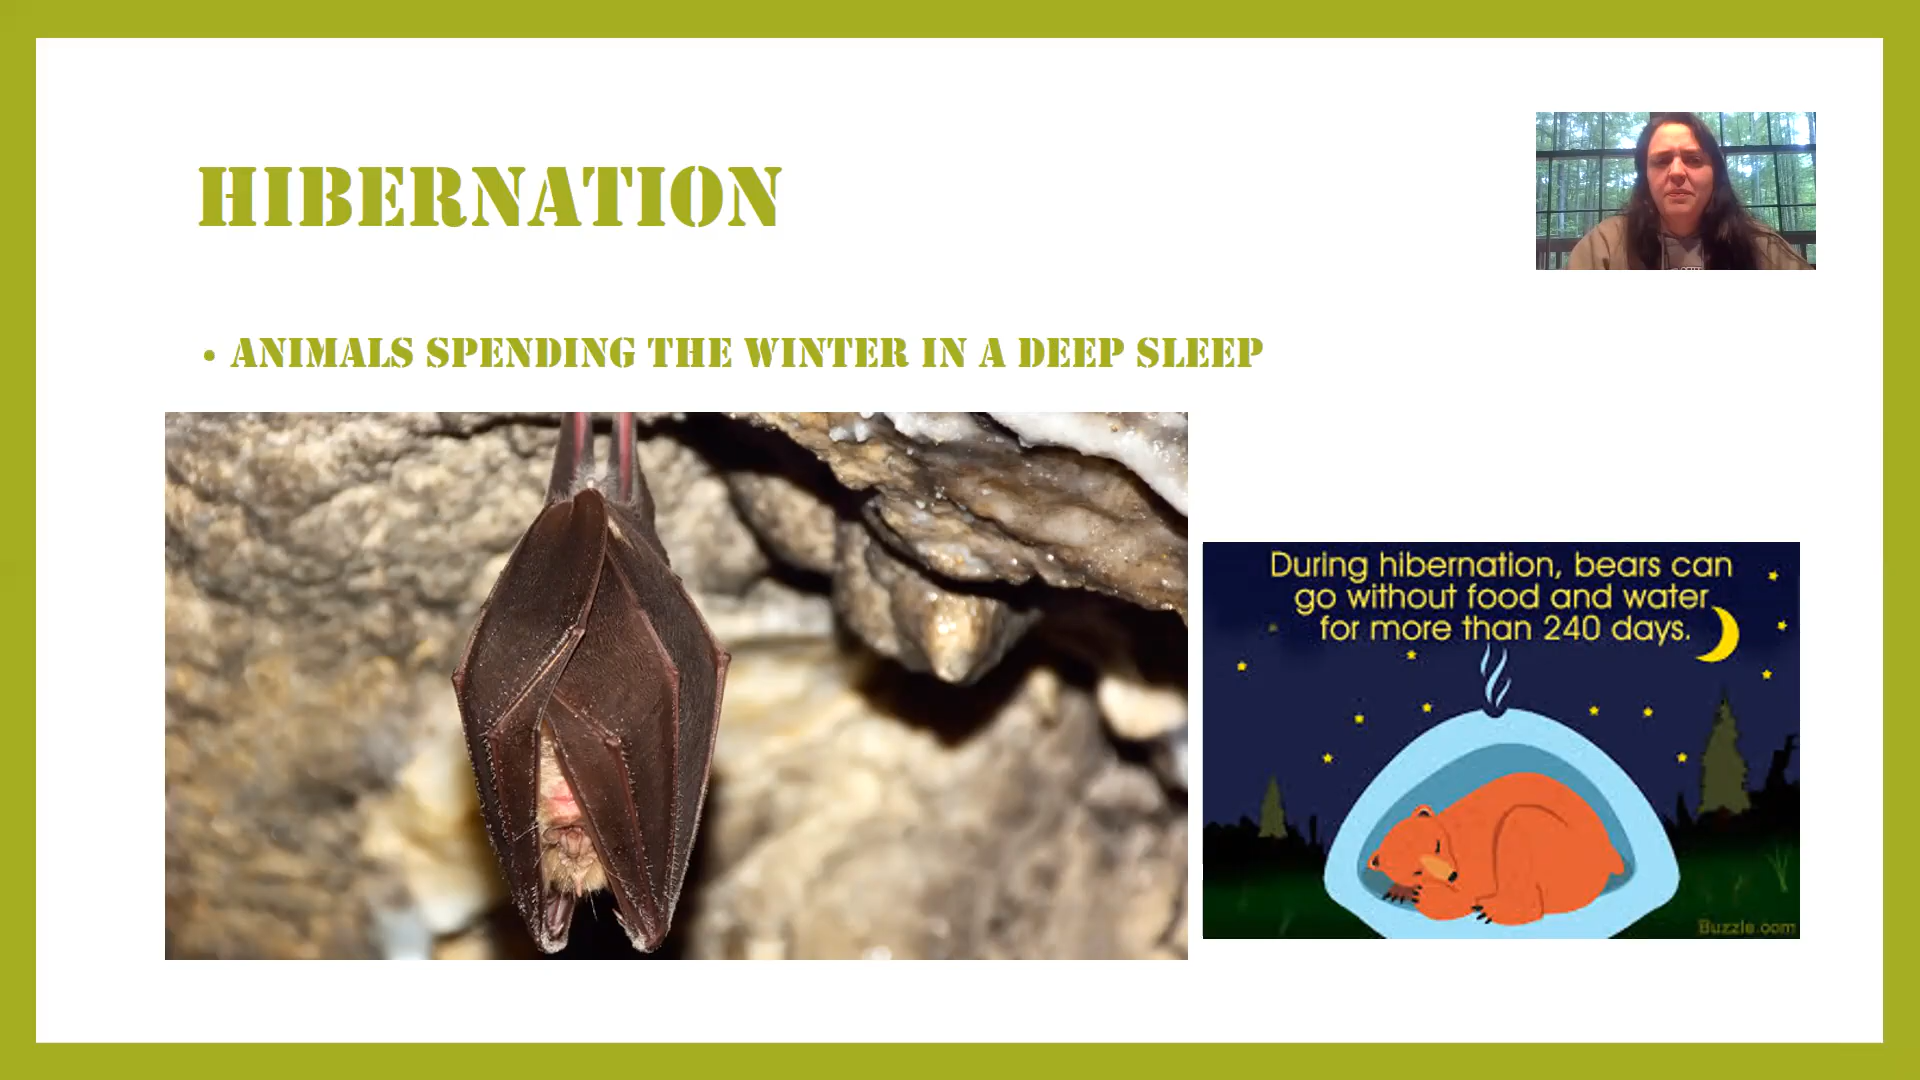 HIBERNATION
• ANIMALS SPENDING THE WINTER IN A DEEP SLEEP
During hibernation, bears can
go without food and water
for more than 240 days.
Buzzle.com